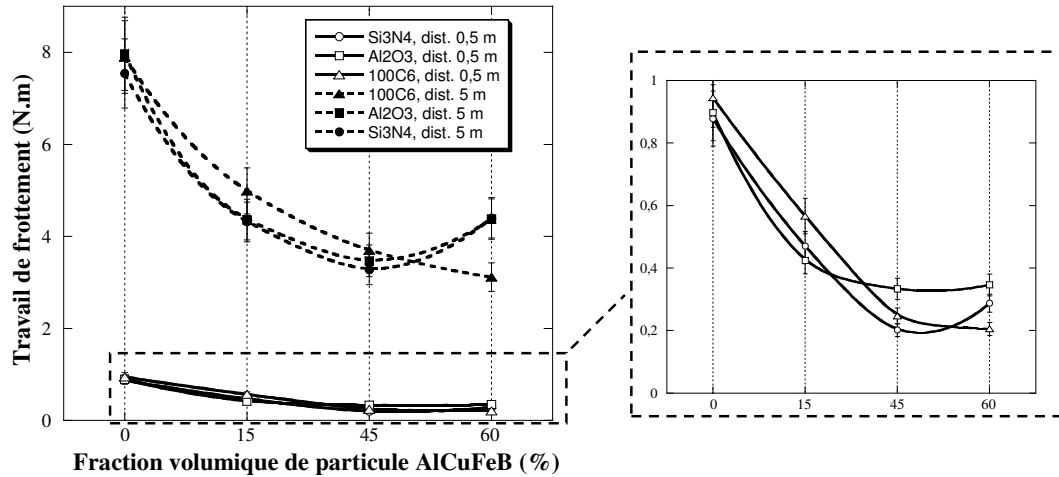 Travail de frottement (N.m)
8
6
4
2
0
Si3N4, dist. 0,5 m
Al2O3, dist. 0,5 m
100C6, dist. 0,5 m
100C6, dist. 5 m
Al2O3, dist. 5 m
Si3N4, dist. 5 m
0 15 45 60
Fraction volumique de particule AlCuFeB (%)
1
0,8
0,6
0,4
0,2
0
0 15 45 60